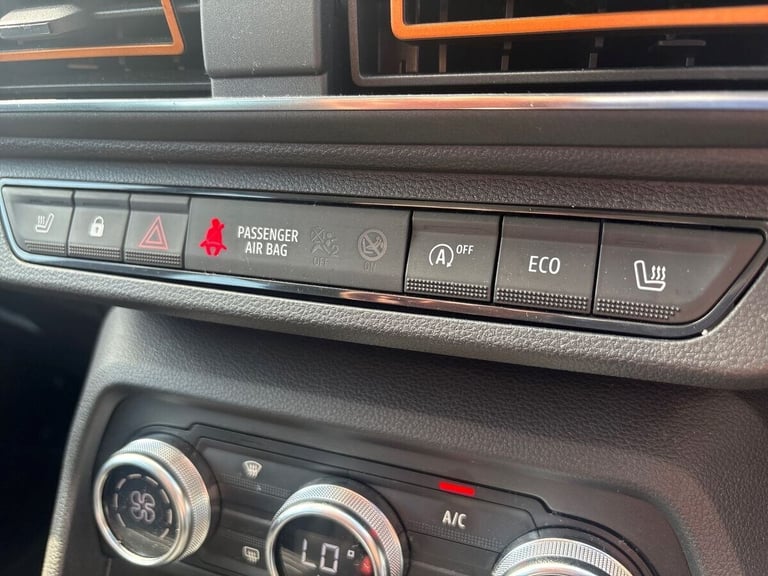 PASSENGER
AIR BAG
OFF
ON
A OFF
ECO
A/C
LO